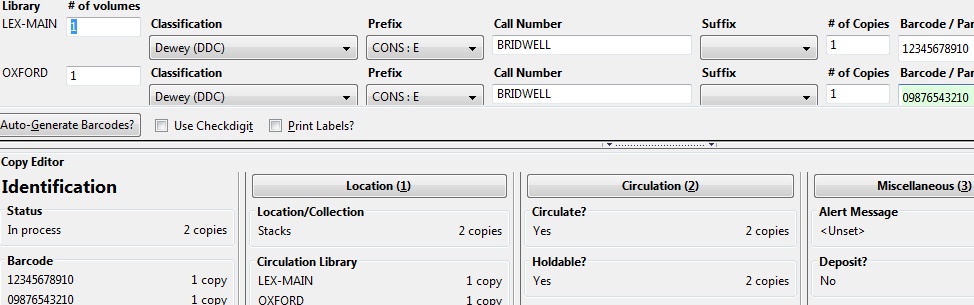 Library # of volumes
LEX-MAIN 1 Classification Prefix Call Number Suffix # of Copies Barcode / Par
Dewey (DDC) CONS : E BRIDWELL 1 12345678910
OXFORD 1 Classification Prefix Call Number Suffix # of Copies Barcode / Par
Dewey (DDC) CONS : E BRIDWELL 1 09876543210
Auto-Generate Barcodes? Use Checkdigit Print Labels?
Copy Editor
Identification Location (1) Circulation (2) Miscellaneous (3)
Status Location/Collection Circulate? Alert Message
In process 2 copies Stacks 2 copies Yes 2 copies <Unset>
Barcode Circulation Library Holdable? Deposit?
12345678910 1 copy LEX-MAIN 1 copy Yes 2 copies No
09876543210 1 copy OXFORD 1 copy